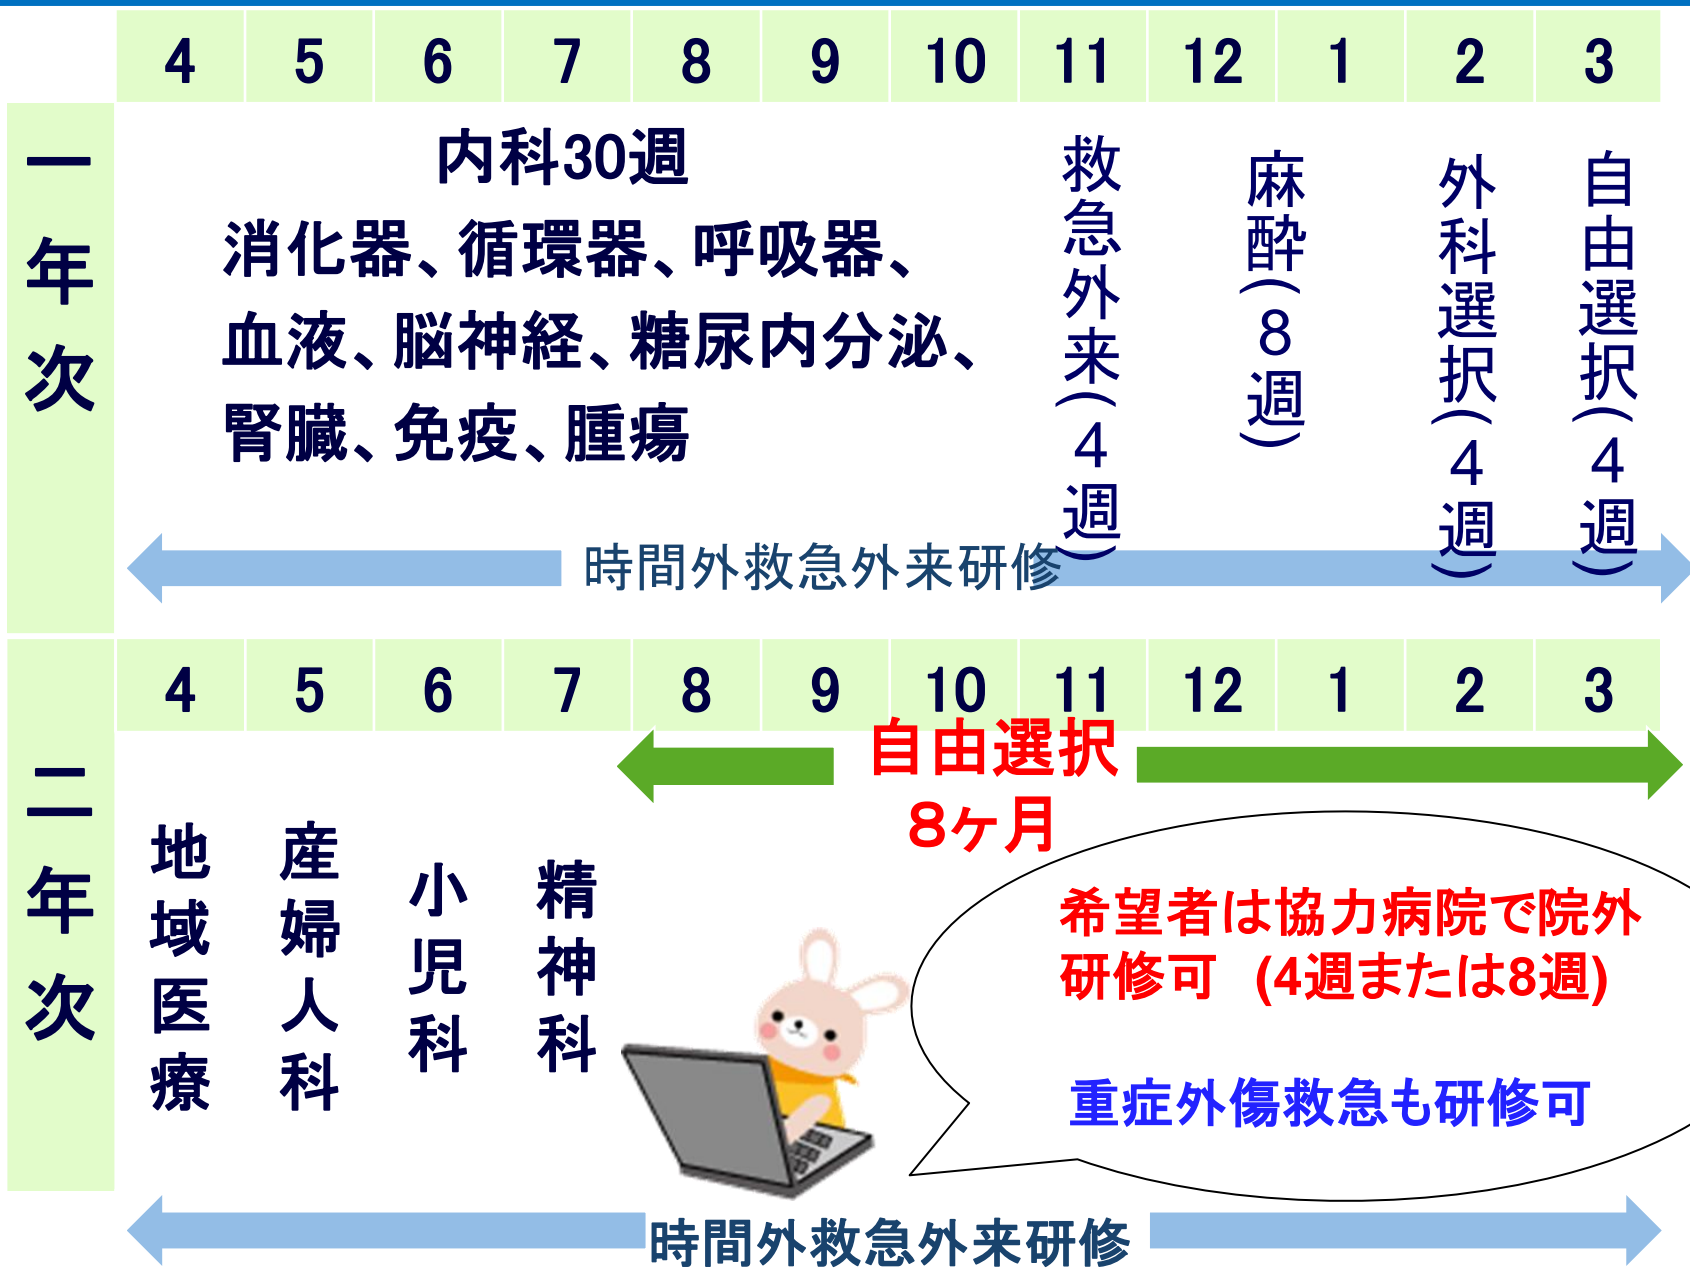 4 5 6 7 8 9 10 11 12 1 2 3
一年次
内科30週
消化器、循環器、呼吸器、
血液、脳神経、糖尿内分泌、
腎臓、免疫、腫瘍
救急外来(4週)
麻酔(8週)
外科選択(4週)
自由選択(4週)
時間外救急外来研修
4 5 6 7 8 9 10 11 12 1 2 3
二年次
地域医療
産婦人科
小児科
精神科
自由選択
8ヶ月
希望者は協力病院で院外
研修可 (4週または8週)
重症外傷救急も研修可
時間外救急外来研修